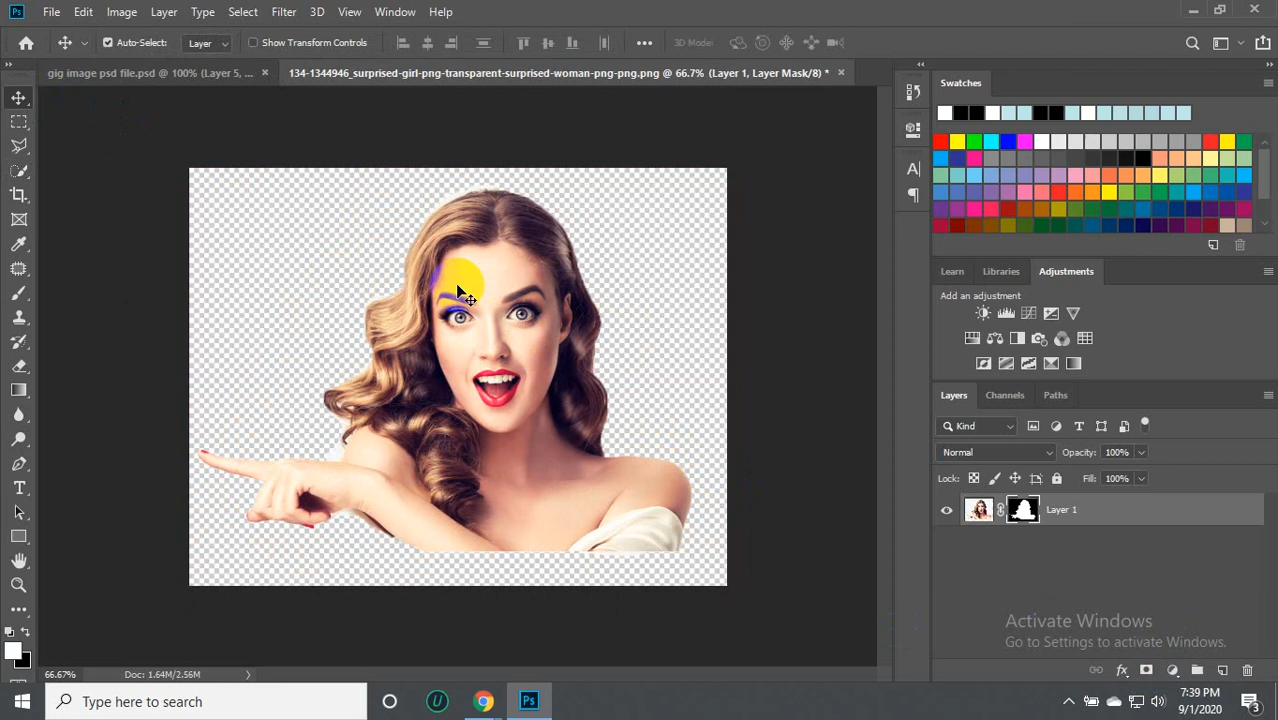 Ps File Edit Image Layer Type Select Filter 3D View Window Help
Auto-Select: Layer Show Transform Controls 3D Mode:
gig image psd file.psd @ 100% (Layer 5, ... × 134-1344946_surprised-girl-png-transparent-surprised-woman-png-png.png @ 66.7% (Layer 1, Layer Mask/8) * ×
Swatches
Learn Libraries Adjustments
Add an adjustment
Layers Channels Paths
Kind
Normal Opacity: 100%
Lock: Fill: 100%
Layer 1
Activate Windows
Go to Settings to activate Windows.
66.67% Doc: 1.64M/2.56M
Type here to search
Ps
7:39 PM
9/1/2020
3